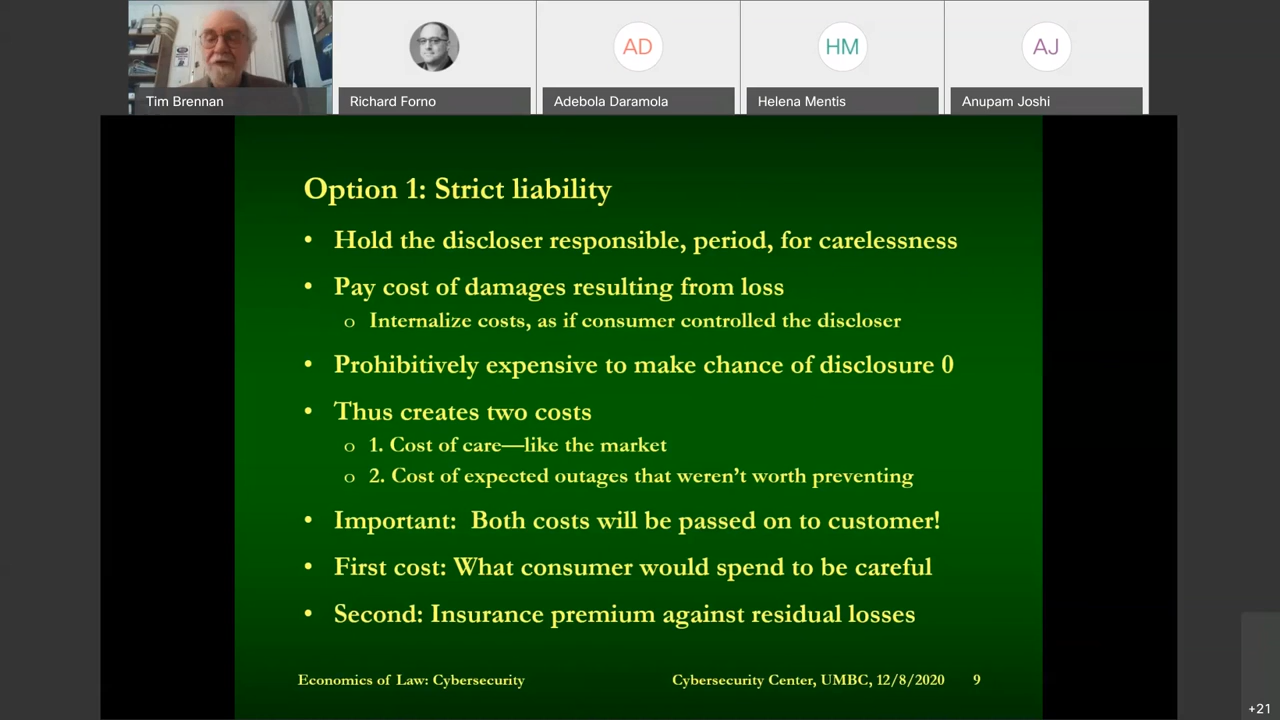 AD
HM
AJ
Tim Brennan
Richard Forno
Adebola Daramola
Helena Mentis
Anupam Joshi
Option 1: Strict liability
• Hold the discloser responsible, period, for carelessness
• Pay cost of damages resulting from loss
o Internalize costs, as if consumer controlled the discloser
• Prohibitively expensive to make chance of disclosure 0
• Thus creates two costs
o 1. Cost of care—like the market
o 2. Cost of expected outages that weren't worth preventing
• Important: Both costs will be passed on to customer!
• First cost: What consumer would spend to be careful
• Second: Insurance premium against residual losses
Economics of Law: Cybersecurity
Cybersecurity Center, UMBC, 12/8/2020
9
+21